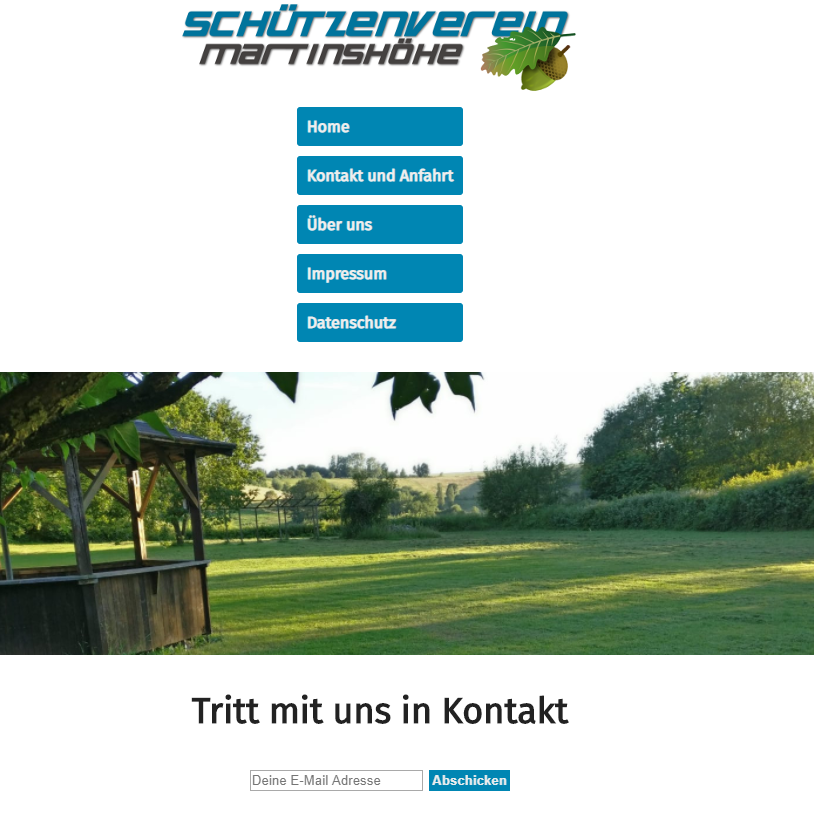 SCHÜTZENVEREIN
MARTINSHÖHE
Home
Kontakt und Anfahrt
Über uns
Impressum
Datenschutz
Tritt mit uns in Kontakt
Deine E-Mail Adresse Abschicken